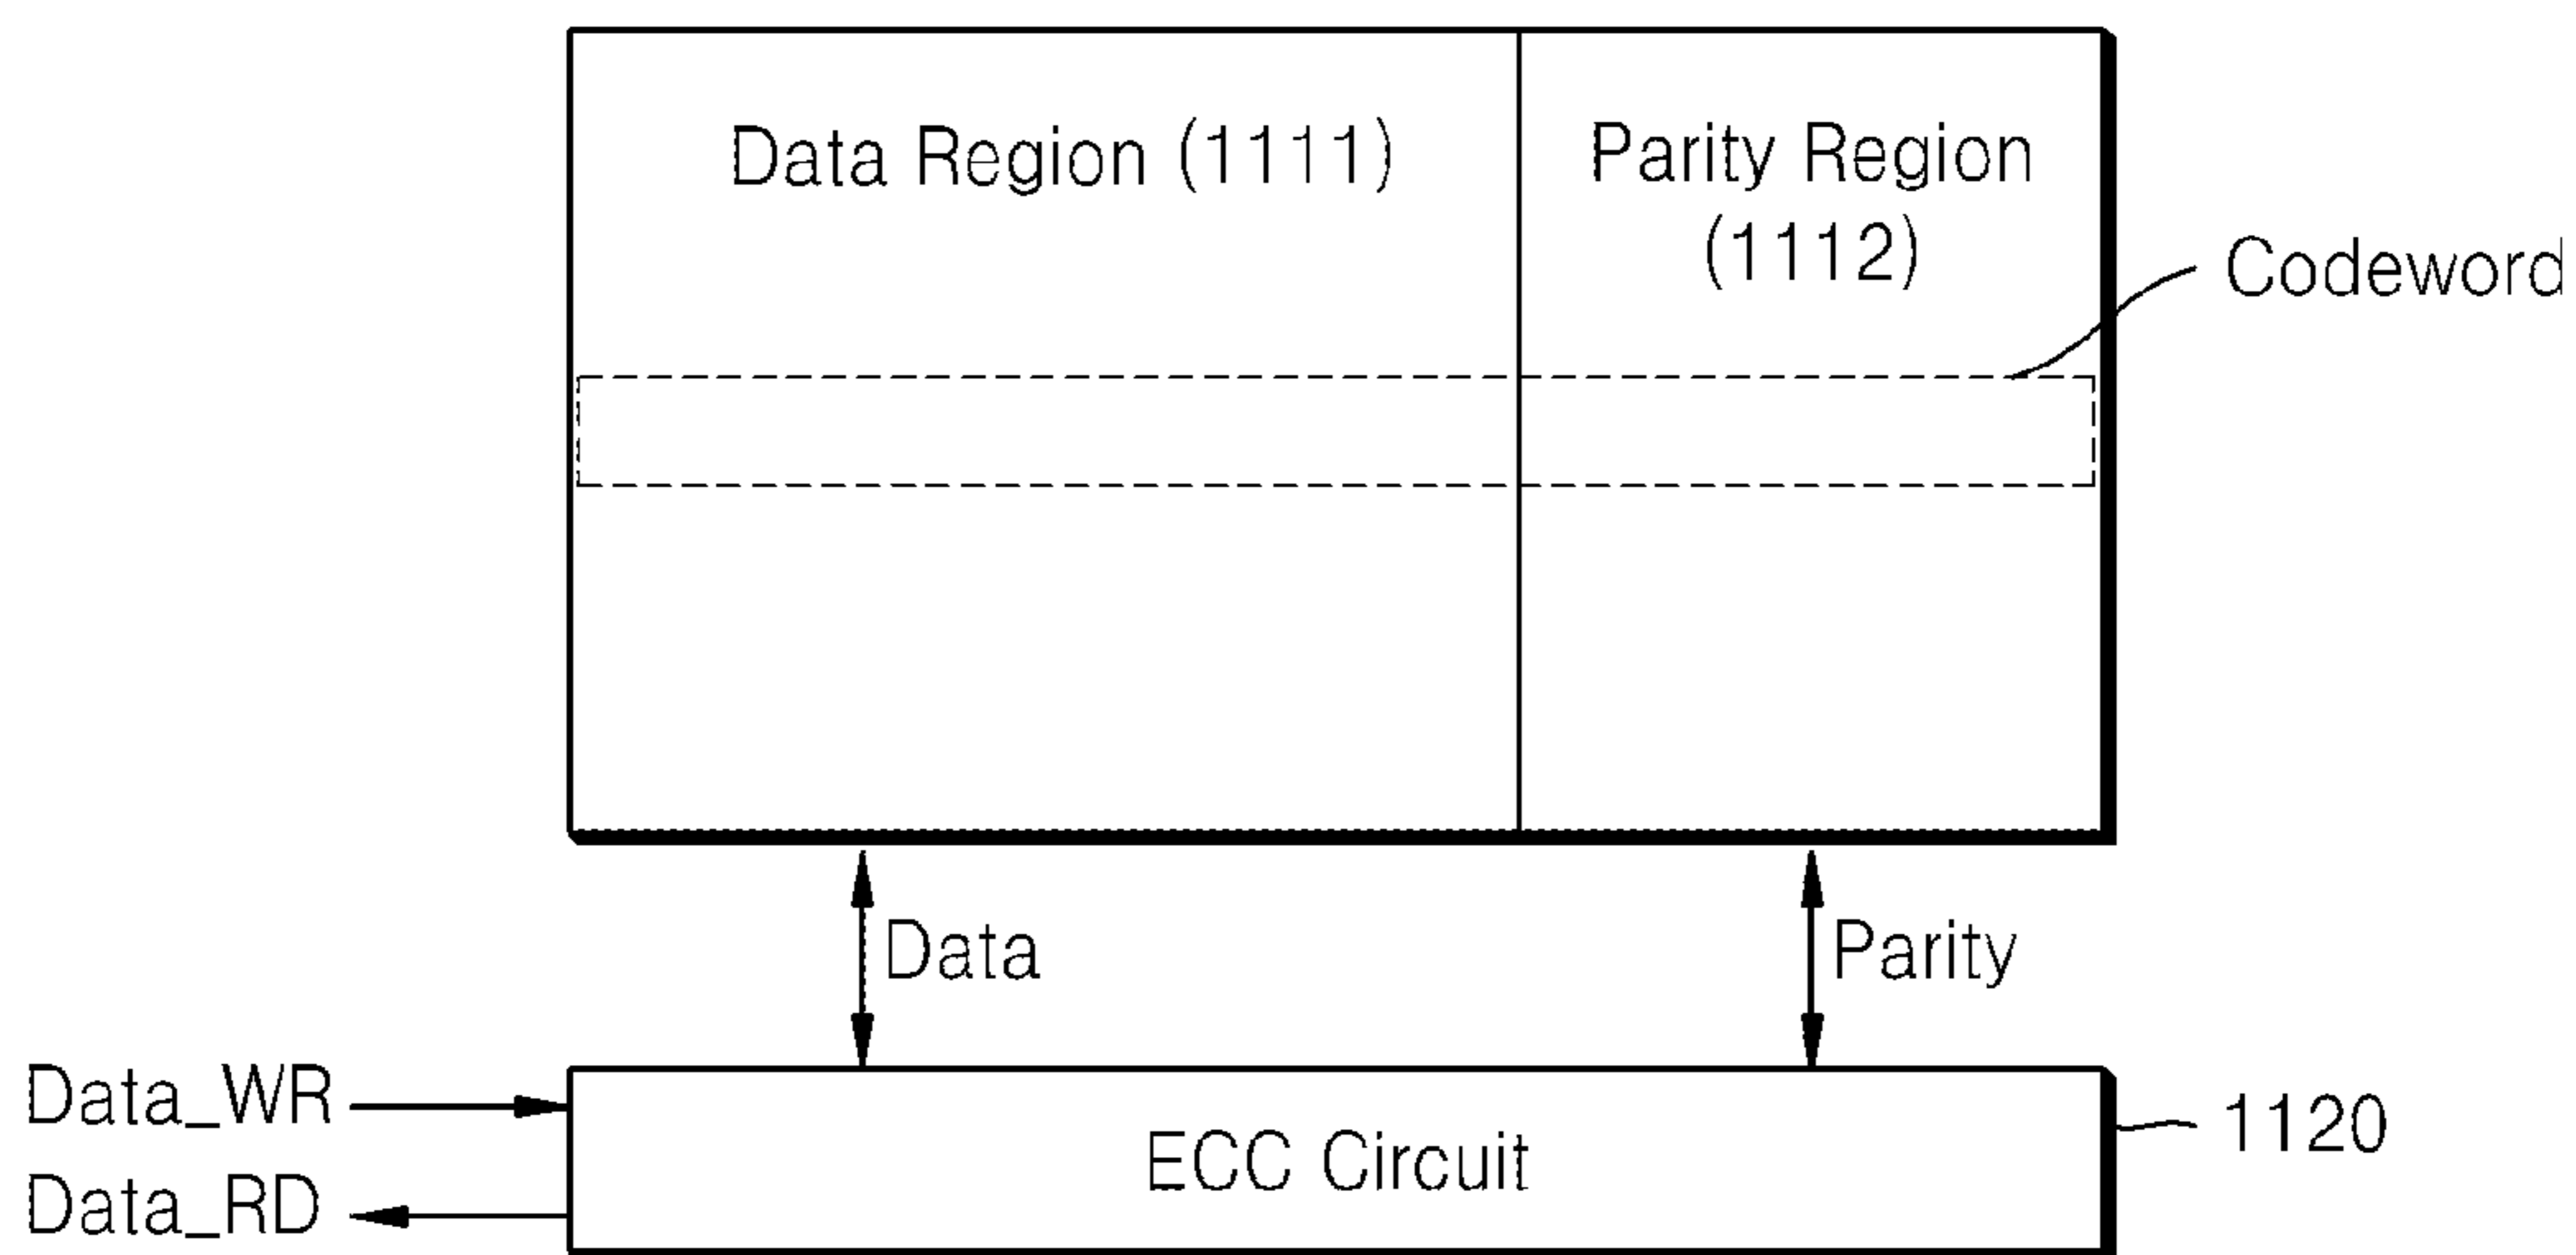 Data Region (1111)
Parity Region
(1112)
Codeword
Data
Parity
Data_WR
Data_RD
ECC Circuit
1120